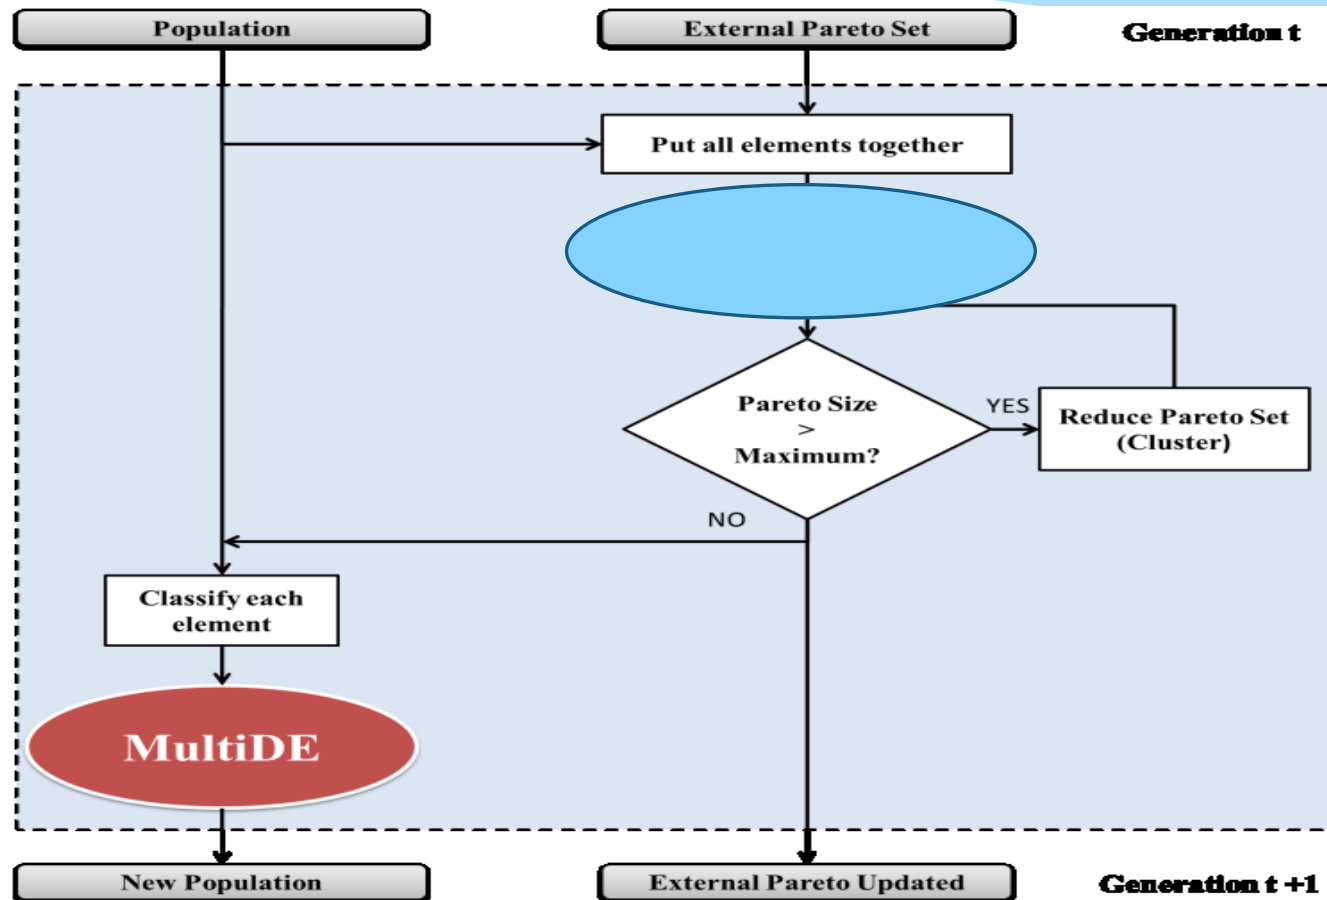 Population
External Pareto Set
Generation t
Put all elements together
Pareto Size
>
Maximum?
YES
Reduce Pareto Set
(Cluster)
NO
Classify each
element
MultiDE
New Population
External Pareto Updated
Generation t +1